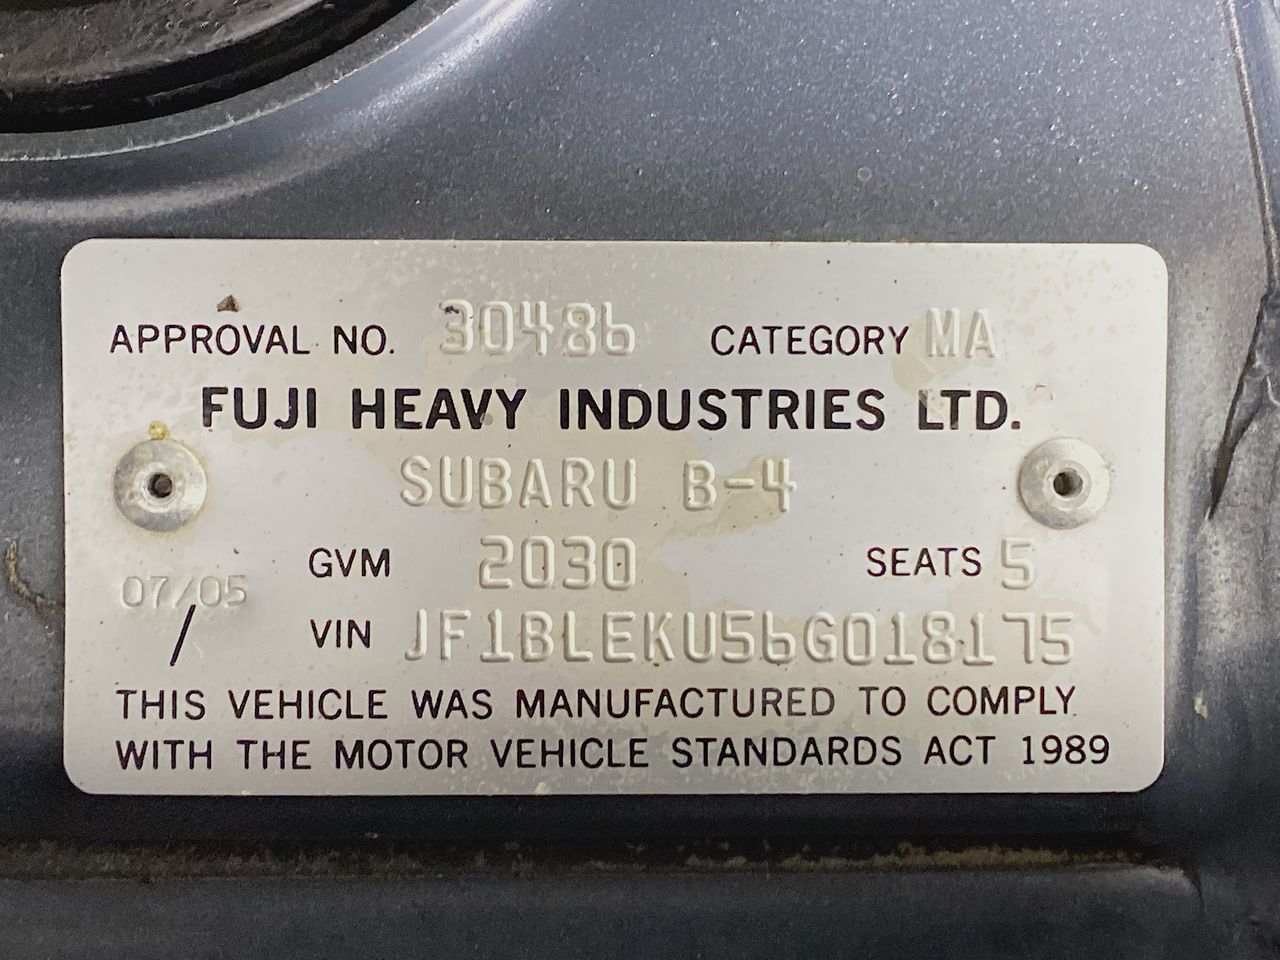 APPROVAL NO. 30486 CATEGORY MA
FUJI HEAVY INDUSTRIES LTD.
SUBARU B-4
GVM 2030 SEATS 5
07/05
/
VIN JF1BLEKU56G018175
THIS VEHICLE WAS MANUFACTURED TO COMPLY
WITH THE MOTOR VEHICLE STANDARDS ACT 1989